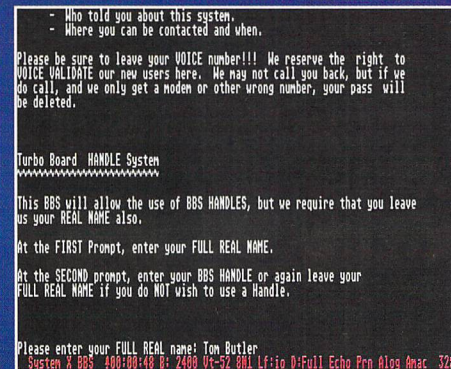 - Who told you about this system.
- Where you can be contacted and when.
Please be sure to leave your VOICE number!!! We reserve the right to
VOICE VALIDATE our new users here. We may not call you back, but if we
do call, and we only get a modem or other wrong number, your pass will
be deleted.
Turbo Board HANDLE System
This BBS will allow the use of BBS HANDLES, but we require that you leave
us your REAL NAME also.
At the FIRST Prompt, enter your FULL REAL NAME.
At the SECOND prompt, enter your BBS HANDLE or again leave your
FULL REAL NAME if you do NOT wish to use a Handle.
Please enter your FULL REAL name: Tom Butler
System X BBS 400:00:48 B: 2400 Vt-52 8N1 Lf:io D:Full Echo Prn Alog Amac